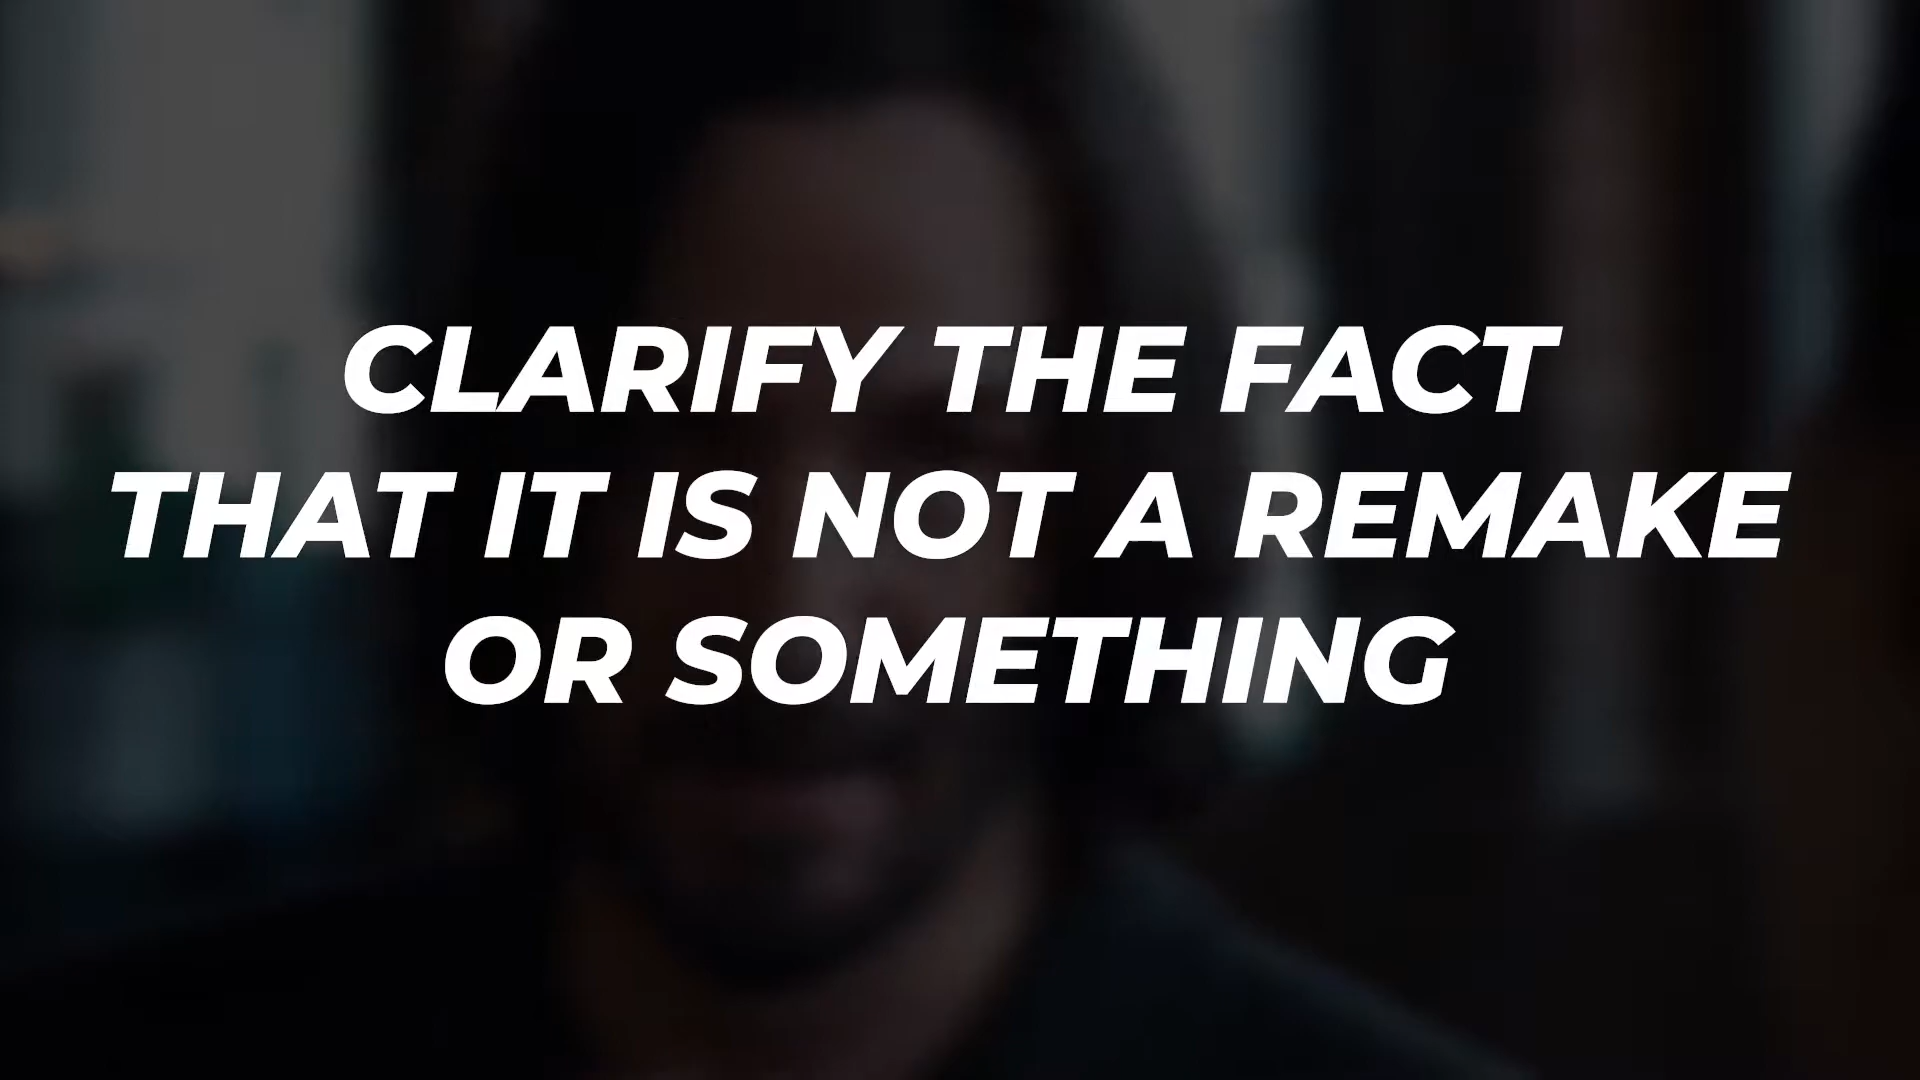 CLARIFY THE FACT
THAT IT IS NOT A REMAKE
OR SOMETHING